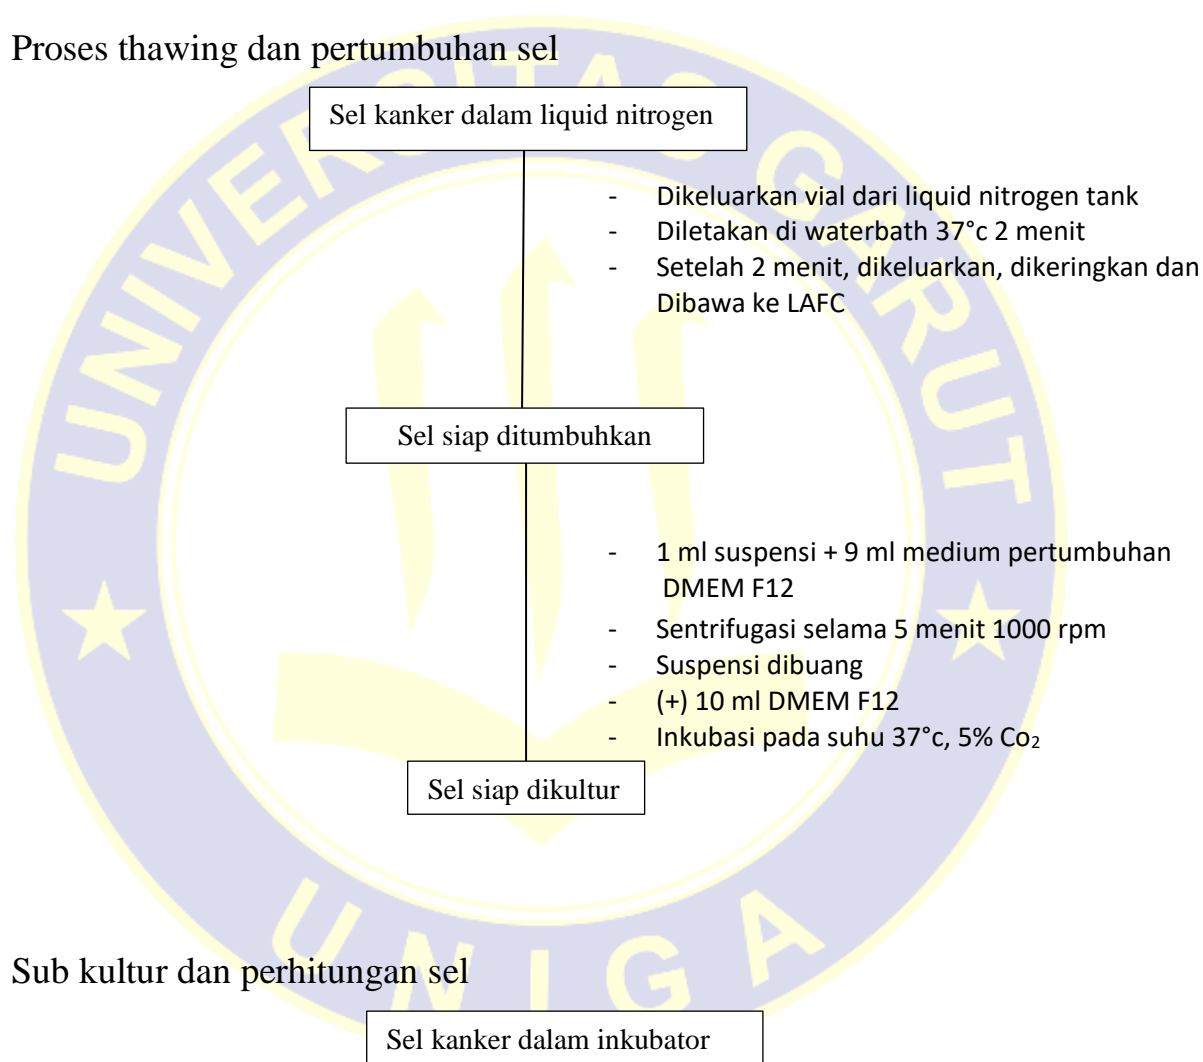 Proses thawing dan pertumbuhan sel
Sel kanker dalam liquid nitrogen
- Dikeluarkan vial dari liquid nitrogen tank
- Diletakan di waterbath 37°c 2 menit
- Setelah 2 menit, dikeluarkan, dikeringkan dan
Dibawa ke LAFC
Sel siap ditumbuhkan
- 1 ml suspensi + 9 ml medium pertumbuhan
DMEM F12
- Sentrifugasi selama 5 menit 1000 rpm
- Suspensi dibuang
- (+) 10 ml DMEM F12
- Inkubasi pada suhu 37°c, 5% Co₂
Sel siap dikultur
Sub kultur dan perhitungan sel
Sel kanker dalam inkubator
UNIVERSITAS GARUT
UNIGA